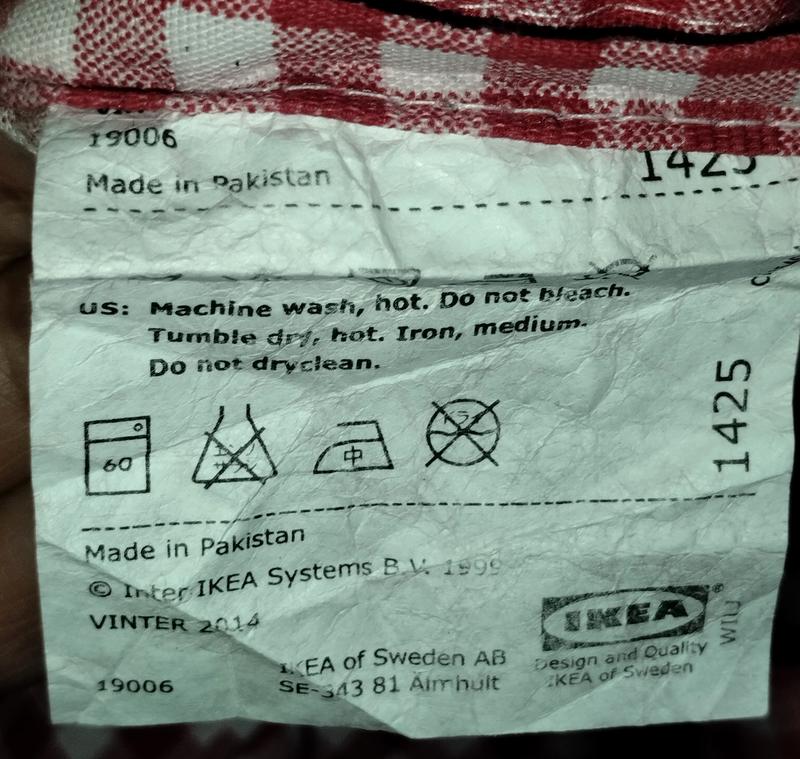 19006
Made in Pakistan
1425
US: Machine wash, hot. Do not bleach.
Tumble dry, hot. Iron, medium.
Do not dryclean.
60
中
1425
Made in Pakistan
© Inter IKEA Systems B.V. 1999
VINTER 2014
19006
IKEA of Sweden AB
SE-343 81 Älmhult
IKEA®
Design and Quality
IKEA of Sweden